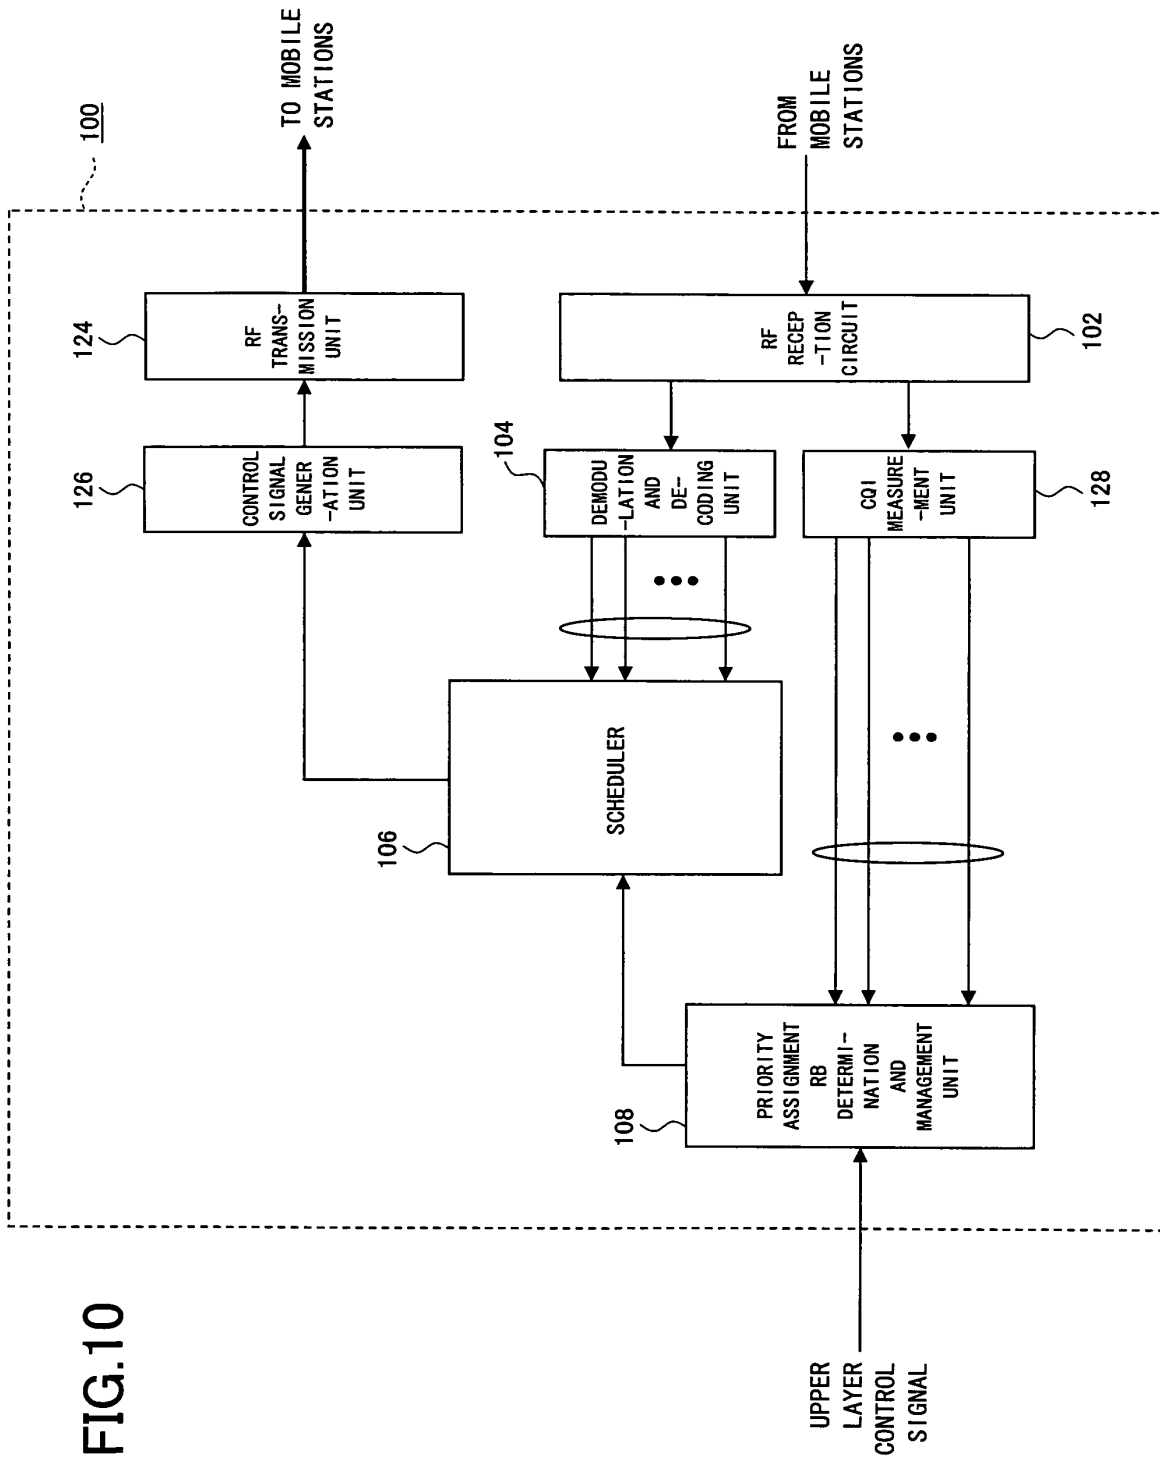 FIG.10
100
TO MOBILE
STATIONS
124
RF
TRANS-
MISSION
UNIT
126
CONTROL
SIGNAL
GENER
-ATION
UNIT
FROM
MOBILE
STATIONS
RF
RECEP
-TION
CIRCUIT
102
104
DEMODU
-LATION
AND
DE-
CODING
UNIT
CQI
MEASURE
-MENT
UNIT
128
106
SCHEDULER
108
PRIORITY
ASSIGNMENT
RB
DETERMI-
NATION
AND
MANAGEMENT
UNIT
UPPER
LAYER
CONTROL
SIGNAL